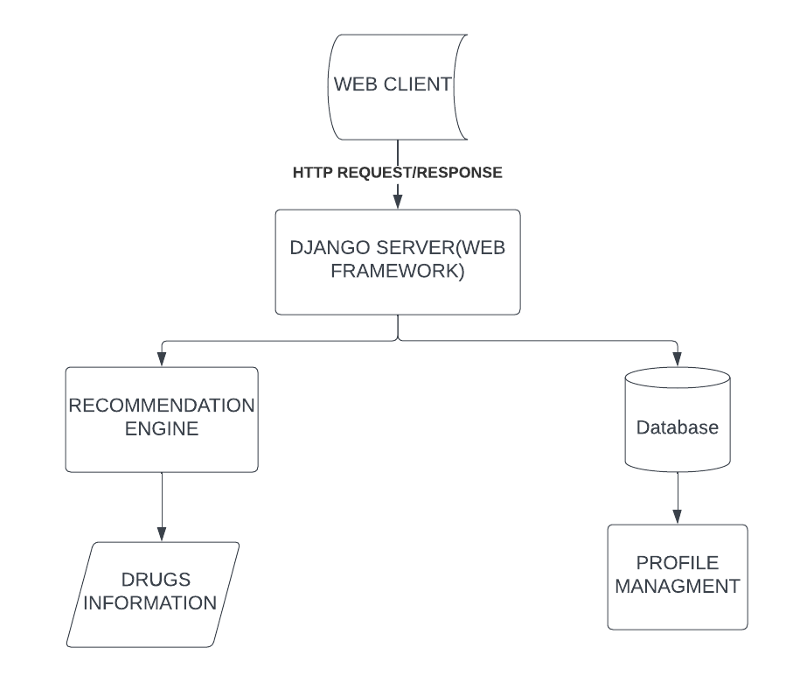 WEB CLIENT
HTTP REQUEST/RESPONSE
DJANGO SERVER(WEB
FRAMEWORK)
RECOMMENDATION
ENGINE
Database
DRUGS
INFORMATION
PROFILE
MANAGMENT